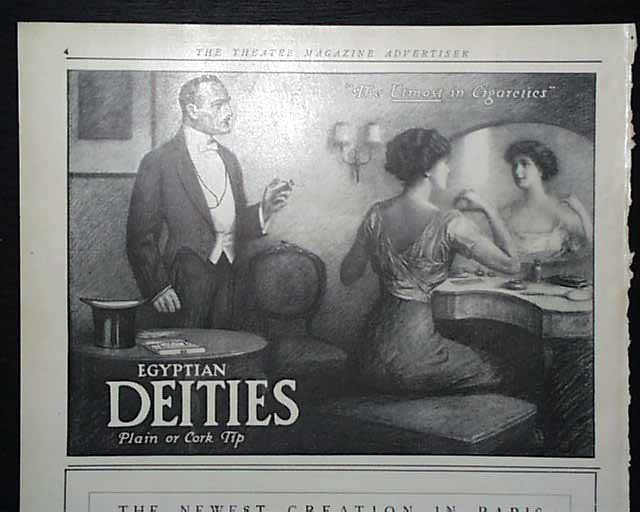 4
THE THEATRE MAGAZINE ADVERTISER
"The Utmost in Cigarettes"
EGYPTIAN
DEITIES
Plain or Cork Tip
THE NEWEST CREATION IN PARIS